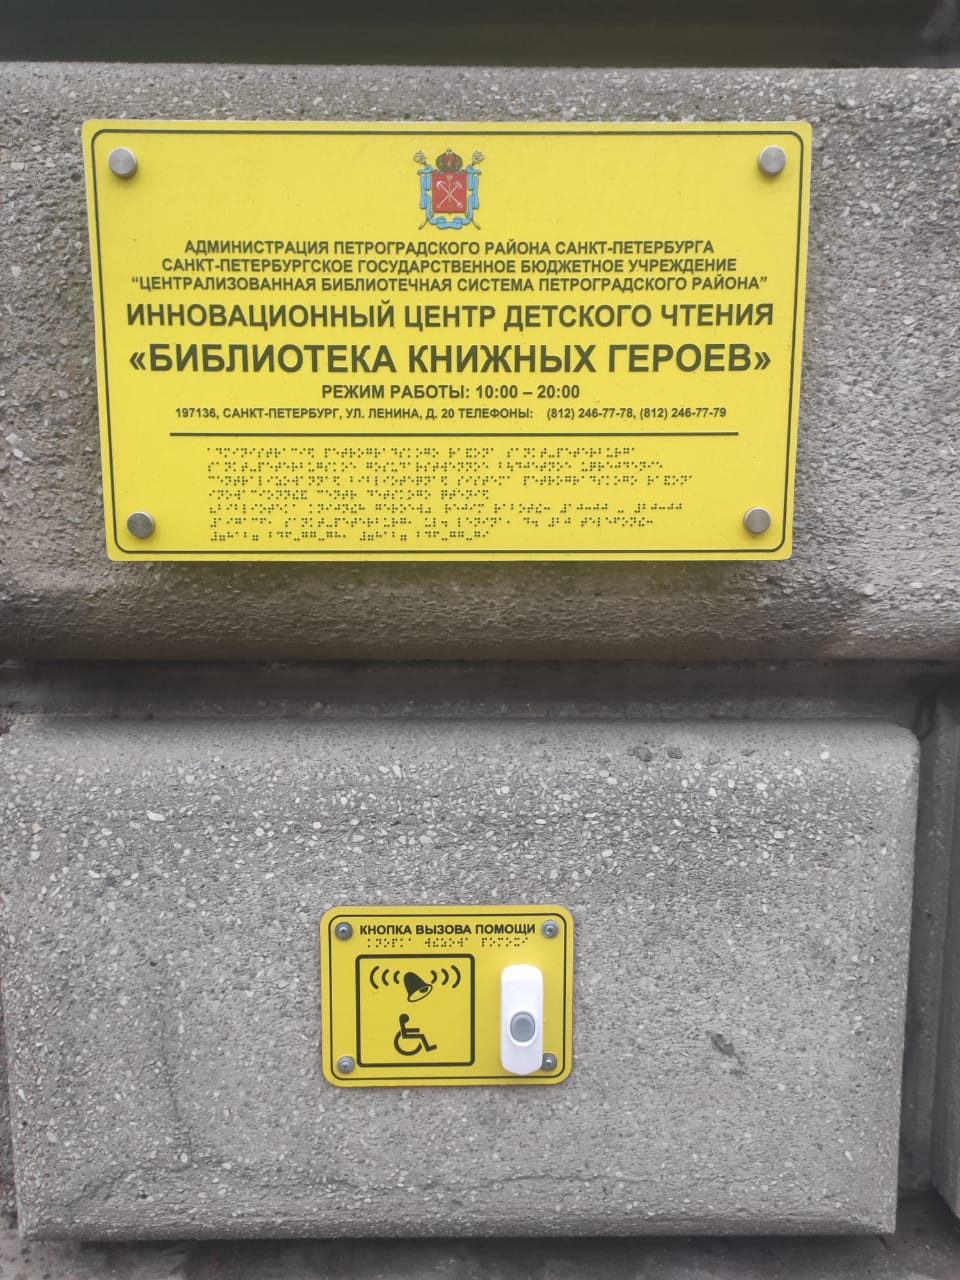 АДМИНИСТРАЦИЯ ПЕТРОГРАДСКОГО РАЙОНА САНКТ-ПЕТЕРБУРГА
САНКТ-ПЕТЕРБУРГСКОЕ ГОСУДАРСТВЕННОЕ БЮДЖЕТНОЕ УЧРЕЖДЕНИЕ
“ЦЕНТРАЛИЗОВАННАЯ БИБЛИОТЕЧНАЯ СИСТЕМА ПЕТРОГРАДСКОГО РАЙОНА”
ИННОВАЦИОННЫЙ ЦЕНТР ДЕТСКОГО ЧТЕНИЯ
«БИБЛИОТЕКА КНИЖНЫХ ГЕРОЕВ»
РЕЖИМ РАБОТЫ: 10:00 – 20:00
197136, САНКТ-ПЕТЕРБУРГ, УЛ. ЛЕНИНА, Д. 20 ТЕЛЕФОНЫ: (812) 246-77-78, (812) 246-77-79
КНОПКА ВЫЗОВА ПОМОЩИ